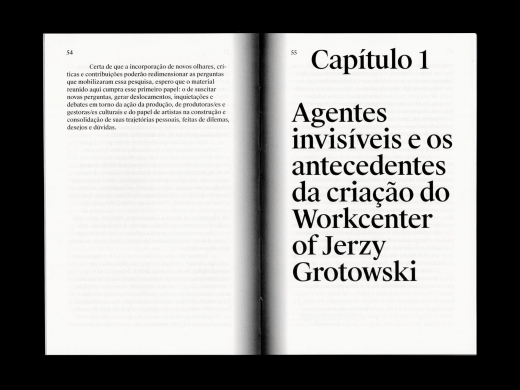 54
Certa de que a incorporação de novos olhares, crí-
ticas e contribuições poderão redimensionar as perguntas
que mobilizaram essa pesquisa, espero que o material
reunido aqui cumpra esse primeiro papel: o de suscitar
novas perguntas, gerar deslocamentos, inquietações e
debates em torno da ação da produção, de produtoras/es e
gestoras/es culturais e do papel de artistas na construção e
consolidação de suas trajetórias pessoais, feitas de dilemas,
desejos e dúvidas.
55
Capítulo 1
Agentes
invisíveis e os
antecedentes
da criação do
Workcenter
of Jerzy
Grotowski